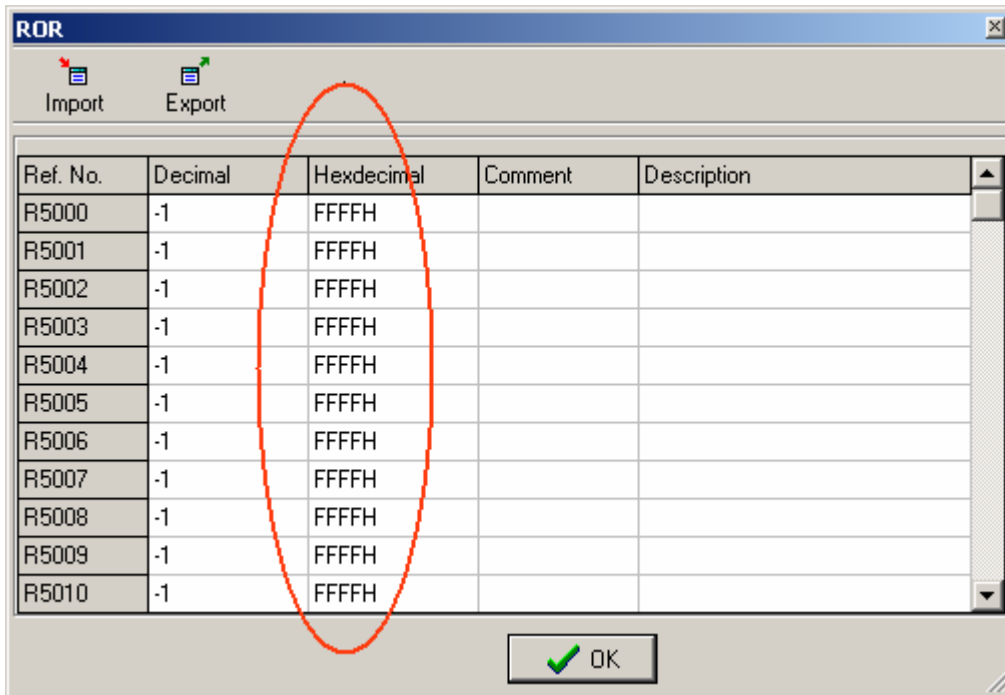 ROR
Import Export
Ref. No. Decimal Hexdecimal Comment Description
R5000 -1 FFFFH
R5001 -1 FFFFH
R5002 -1 FFFFH
R5003 -1 FFFFH
R5004 -1 FFFFH
R5005 -1 FFFFH
R5006 -1 FFFFH
R5007 -1 FFFFH
R5008 -1 FFFFH
R5009 -1 FFFFH
R5010 -1 FFFFH
OK